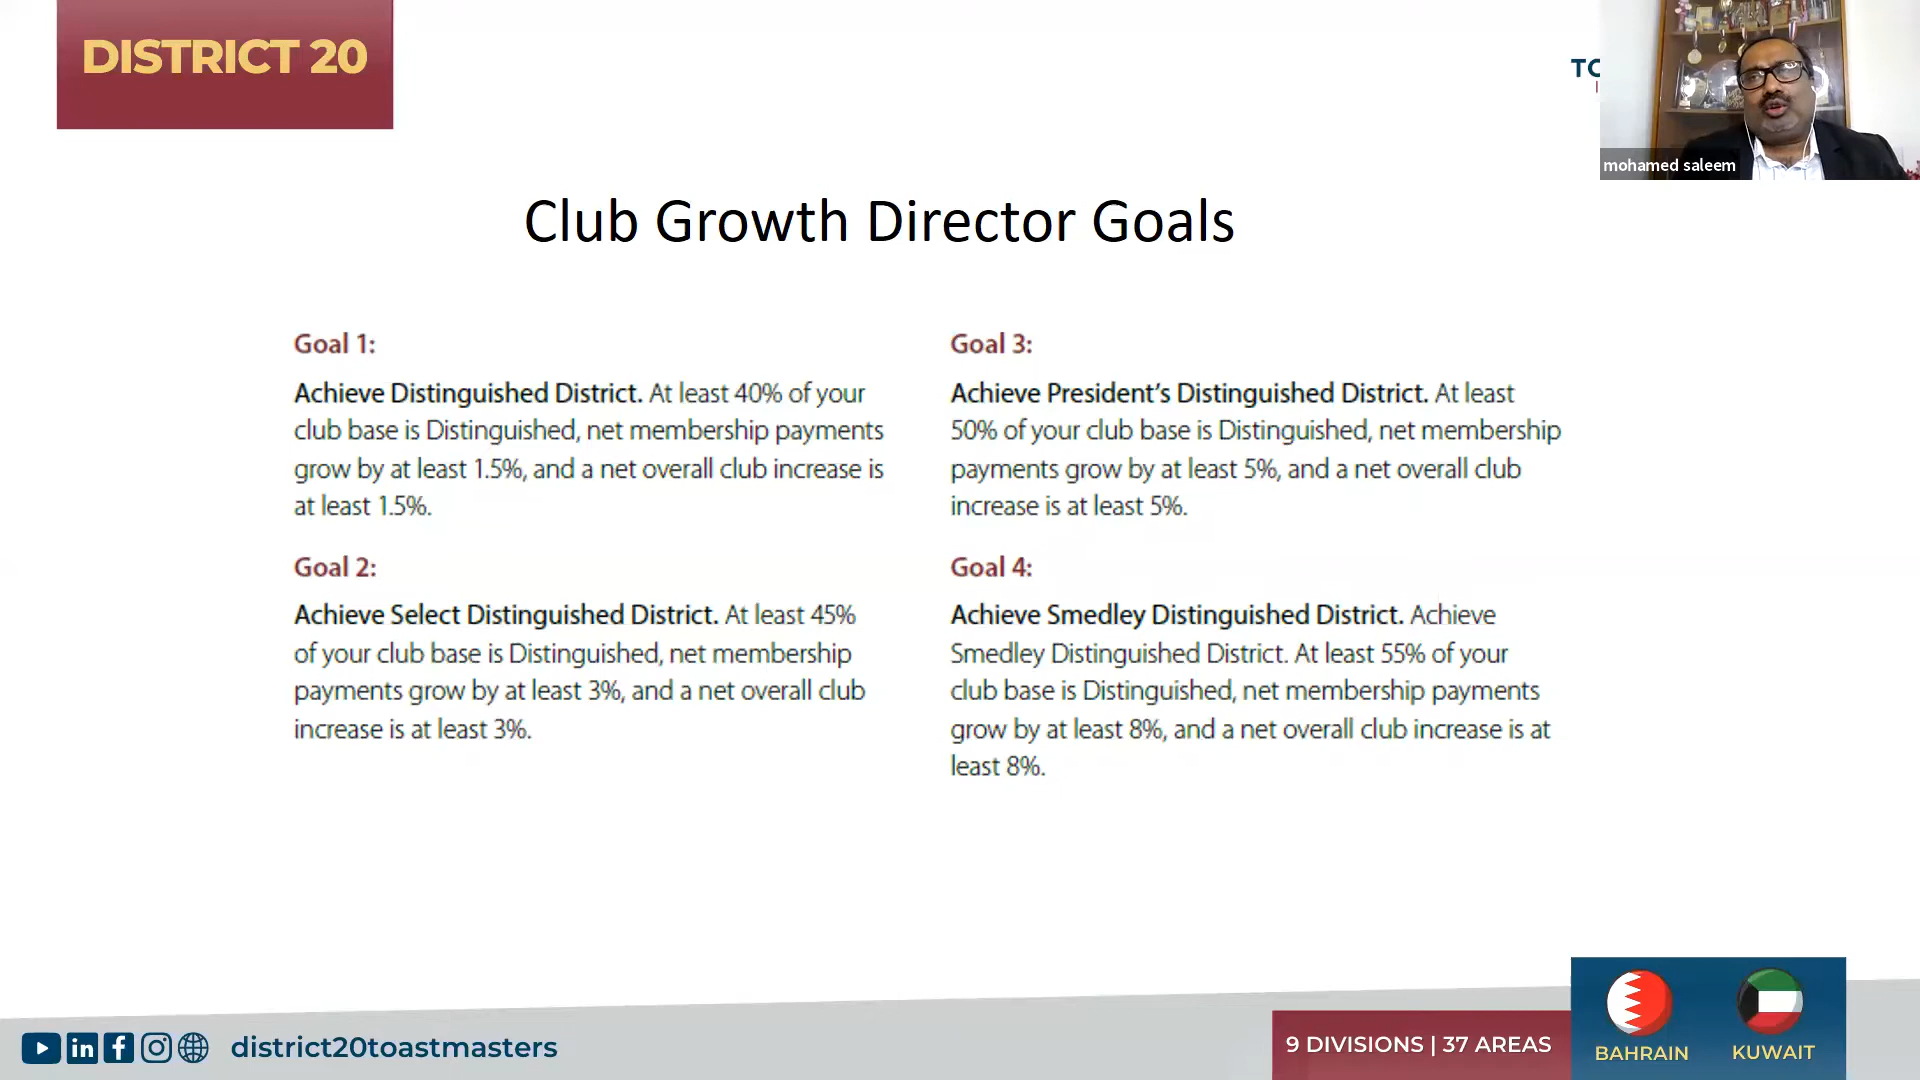 DISTRICT 20
mohamed saleem
Club Growth Director Goals
Goal 1:
Achieve Distinguished District. At least 40% of your
club base is Distinguished, net membership payments
grow by at least 1.5%, and a net overall club increase is
at least 1.5%.
Goal 2:
Achieve Select Distinguished District. At least 45%
of your club base is Distinguished, net membership
payments grow by at least 3%, and a net overall club
increase is at least 3%.
Goal 3:
Achieve President’s Distinguished District. At least
50% of your club base is Distinguished, net membership
payments grow by at least 5%, and a net overall club
increase is at least 5%.
Goal 4:
Achieve Smedley Distinguished District. Achieve
Smedley Distinguished District. At least 55% of your
club base is Distinguished, net membership payments
grow by at least 8%, and a net overall club increase is at
least 8%.
district20toastmasters
9 DIVISIONS | 37 AREAS
BAHRAIN
KUWAIT